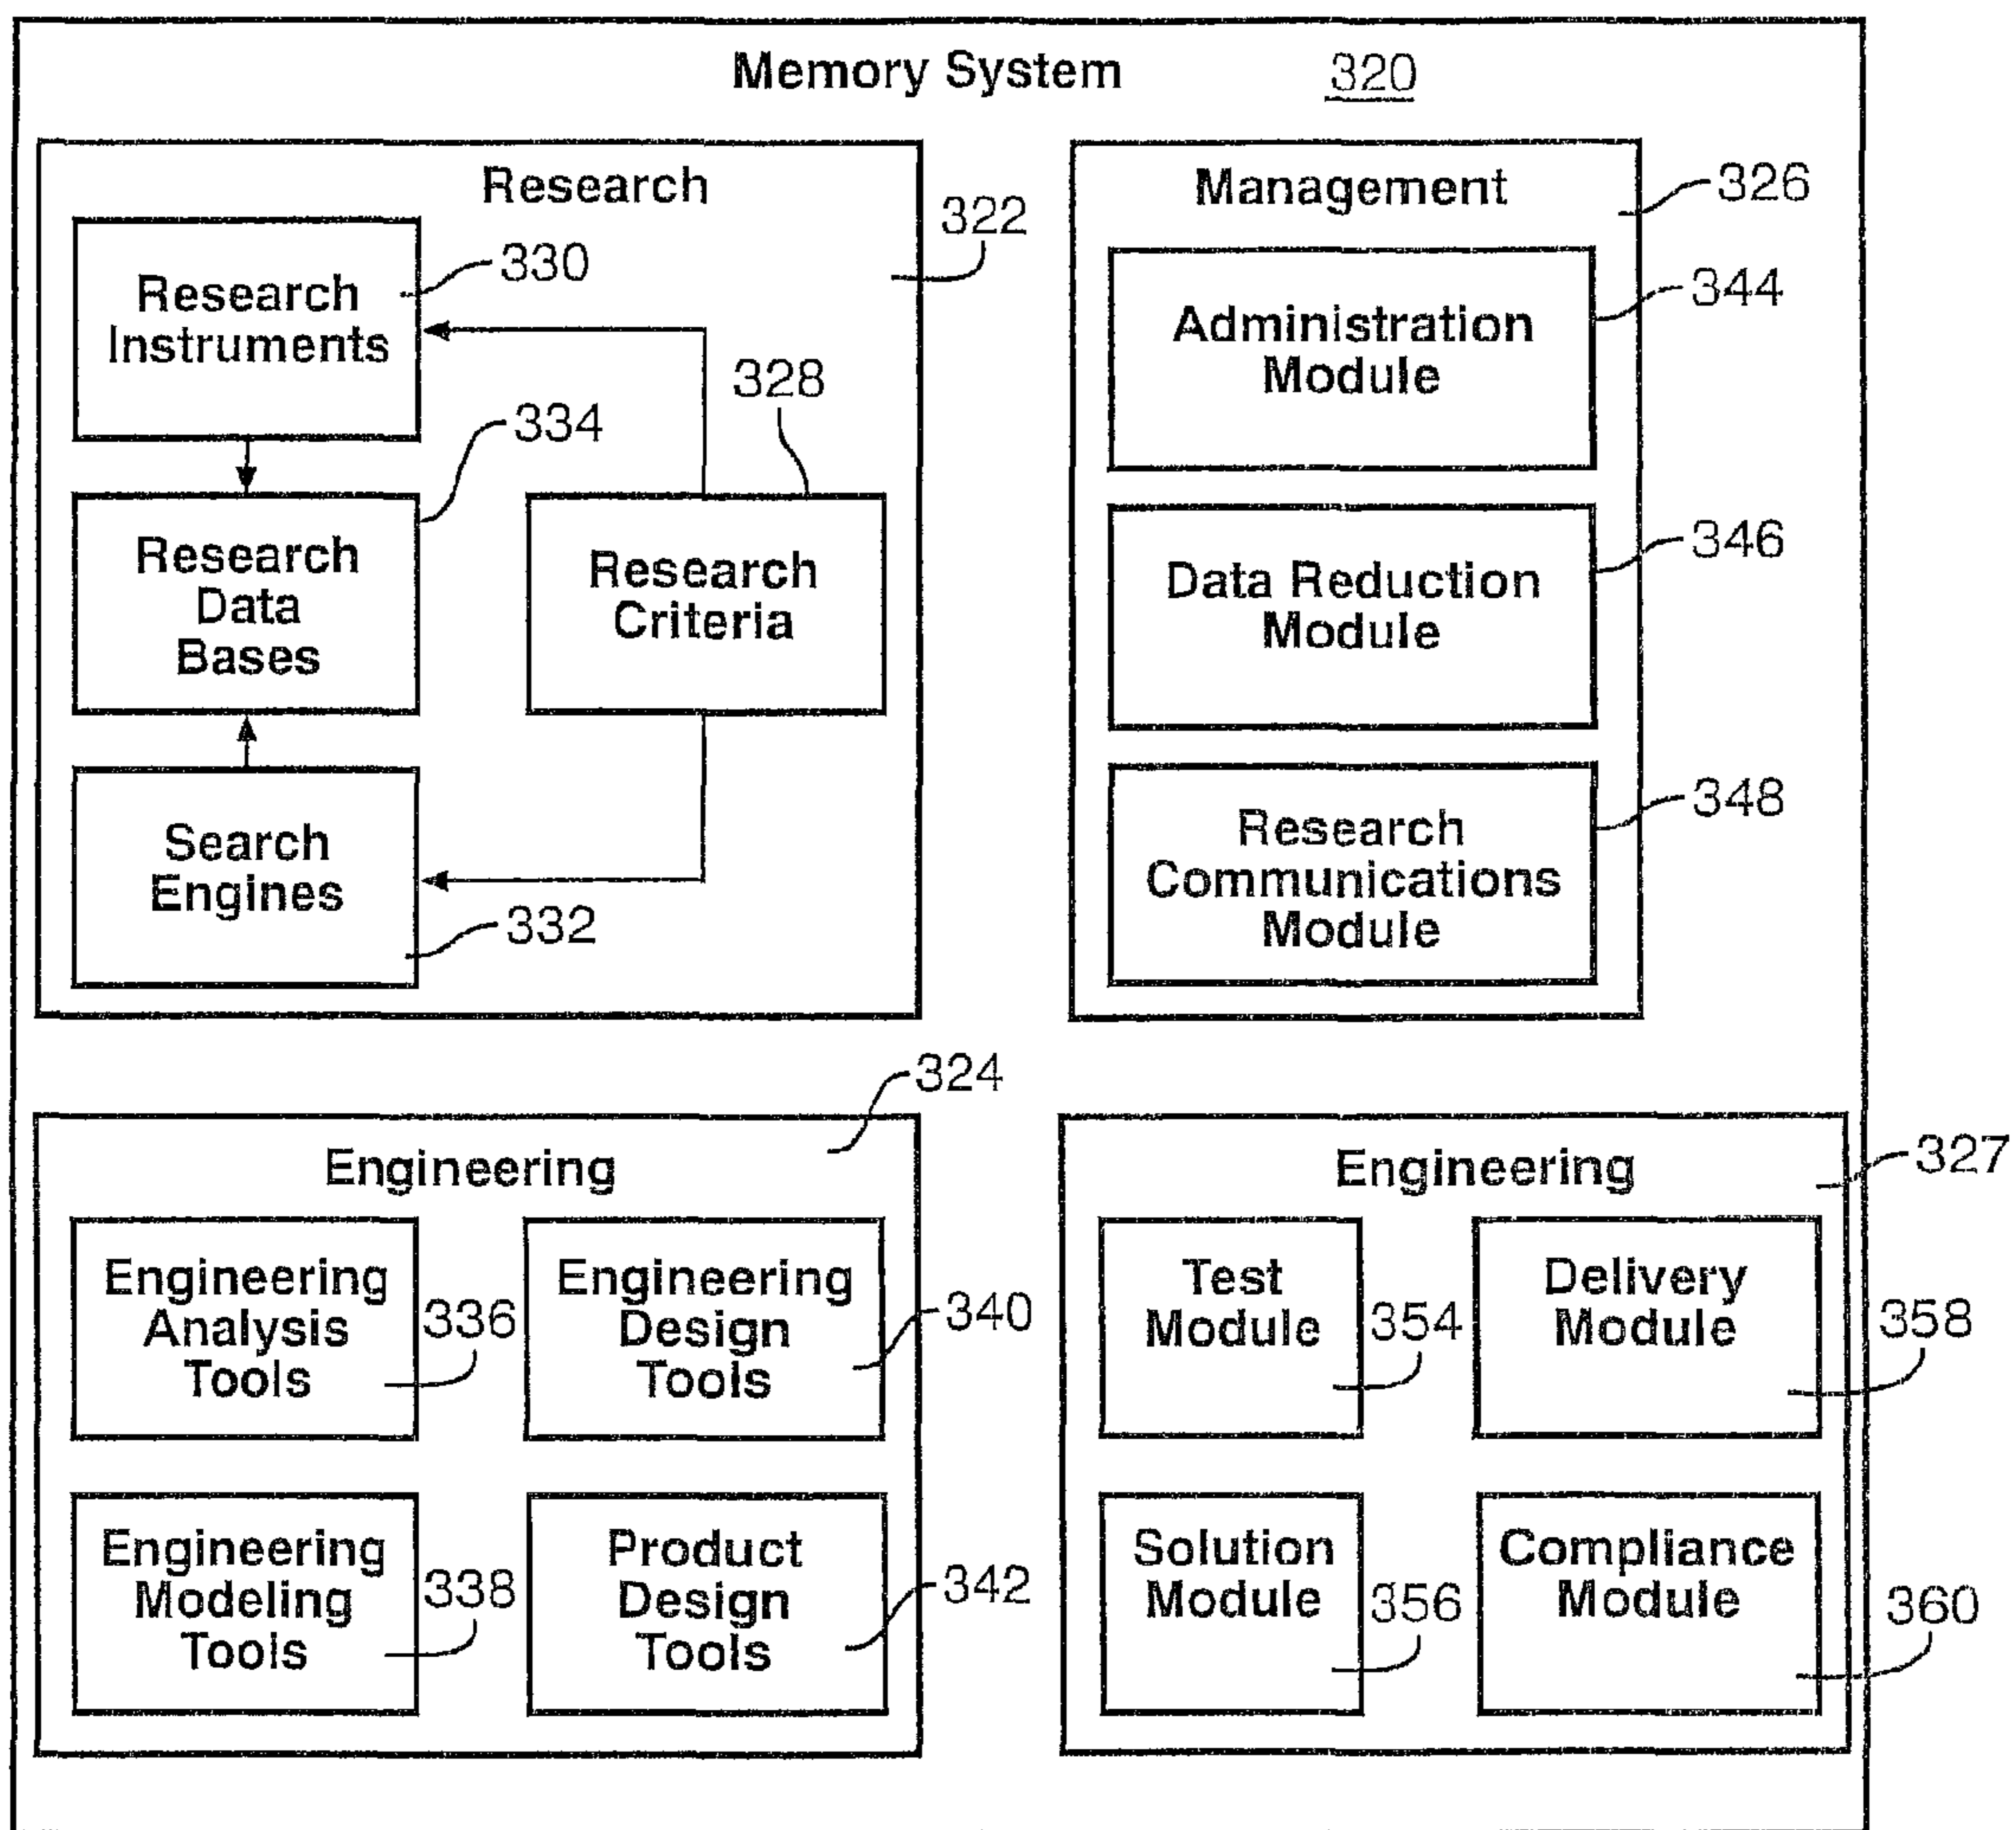 Memory System 320
Research
322
Research
Instruments
330
328
334
Research
Data
Bases
Research
Criteria
Search
Engines
332
Management
326
Administration
Module
344
Data Reduction
Module
346
Research
Communications
Module
348
324
Engineering
Engineering
Analysis
Tools
336
Engineering
Design
Tools
340
Engineering
Modeling
Tools
338
Product
Design
Tools
342
Engineering
327
Test
Module
354
Delivery
Module
358
Solution
Module
356
Compliance
Module
360